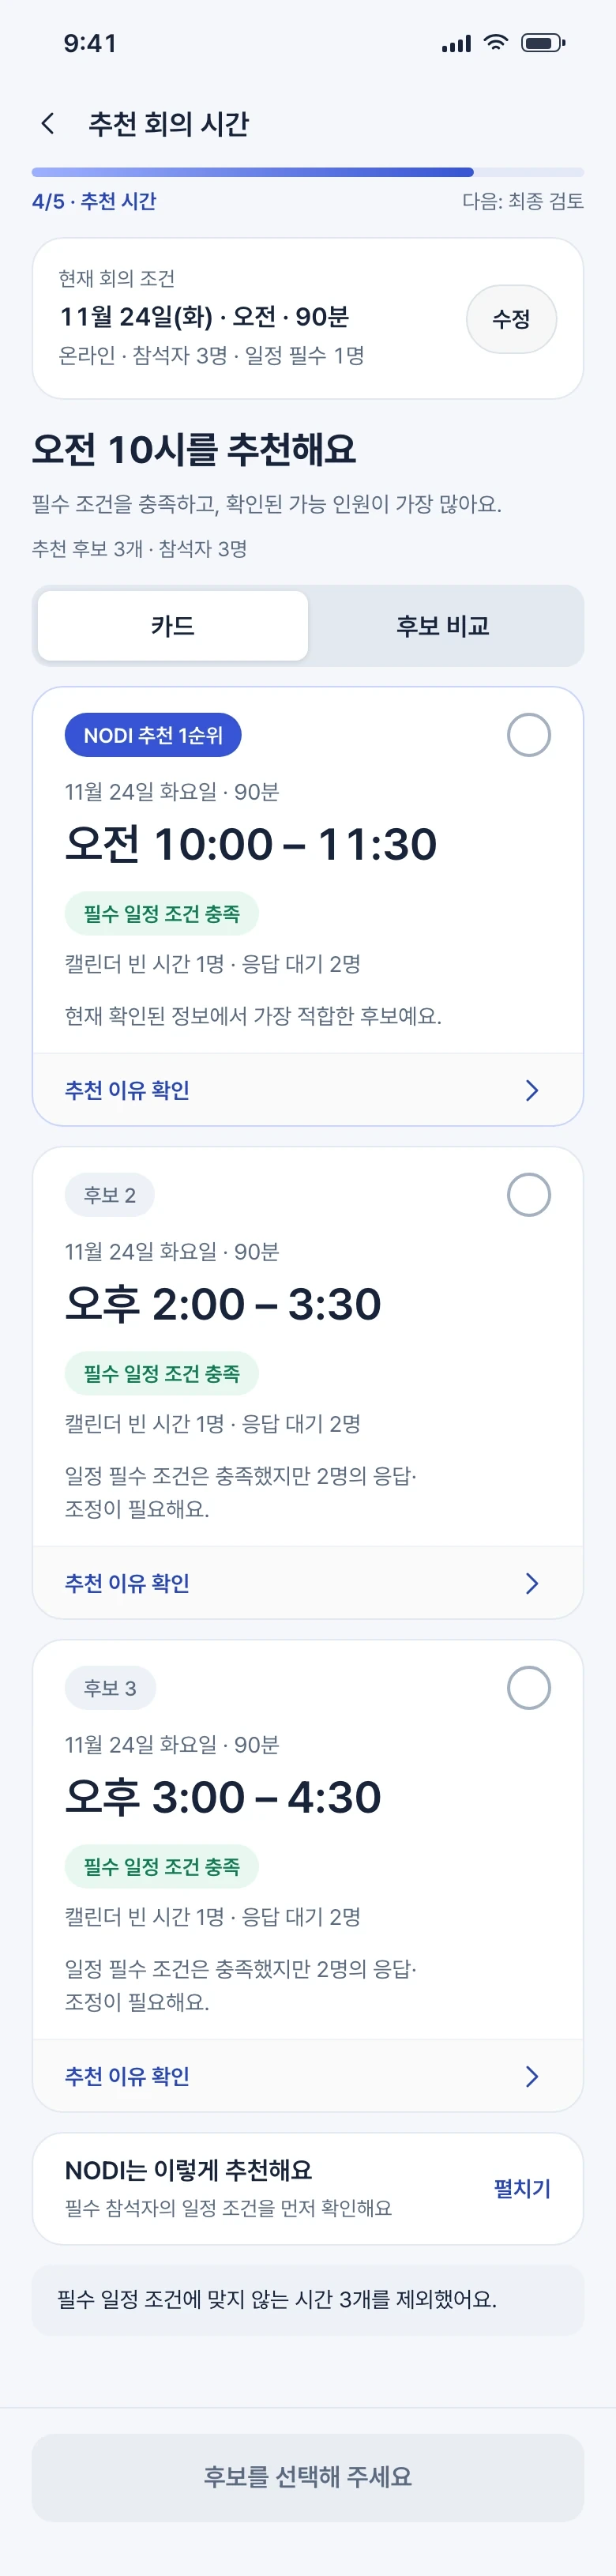 9:41
추천 회의 시간
4/5 · 추천 시간
다음: 최종 검토
현재 회의 조건
11월 24일(화) · 오전 · 90분
온라인 · 참석자 3명 · 일정 필수 1명
수정
오전 10시를 추천해요
필수 조건을 충족하고, 확인된 가능 인원이 가장 많아요.
추천 후보 3개 · 참석자 3명
카드
후보 비교
NODI 추천 1순위
11월 24일 화요일 · 90분
오전 10:00 – 11:30
필수 일정 조건 충족
캘린더 빈 시간 1명 · 응답 대기 2명
현재 확인된 정보에서 가장 적합한 후보예요.
추천 이유 확인
후보 2
11월 24일 화요일 · 90분
오후 2:00 – 3:30
필수 일정 조건 충족
캘린더 빈 시간 1명 · 응답 대기 2명
일정 필수 조건은 충족했지만 2명의 응답·
조정이 필요해요.
추천 이유 확인
후보 3
11월 24일 화요일 · 90분
오후 3:00 – 4:30
필수 일정 조건 충족
캘린더 빈 시간 1명 · 응답 대기 2명
일정 필수 조건은 충족했지만 2명의 응답·
조정이 필요해요.
추천 이유 확인
NODI는 이렇게 추천해요
필수 참석자의 일정 조건을 먼저 확인해요
펼치기
필수 일정 조건에 맞지 않는 시간 3개를 제외했어요.
후보를 선택해 주세요